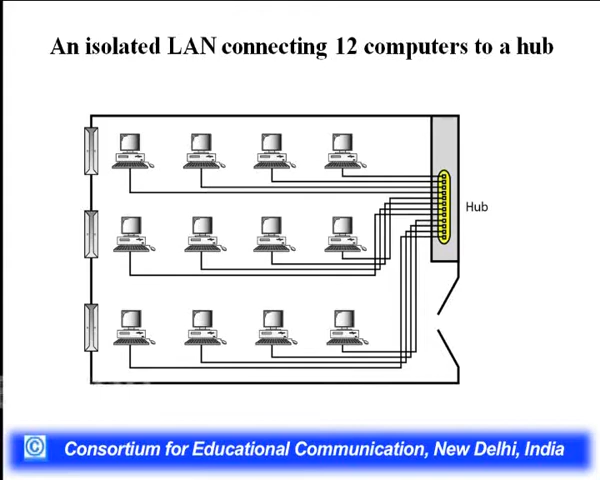 An isolated LAN connecting 12 computers to a hub
Hub
© Consortium for Educational Communication, New Delhi, India